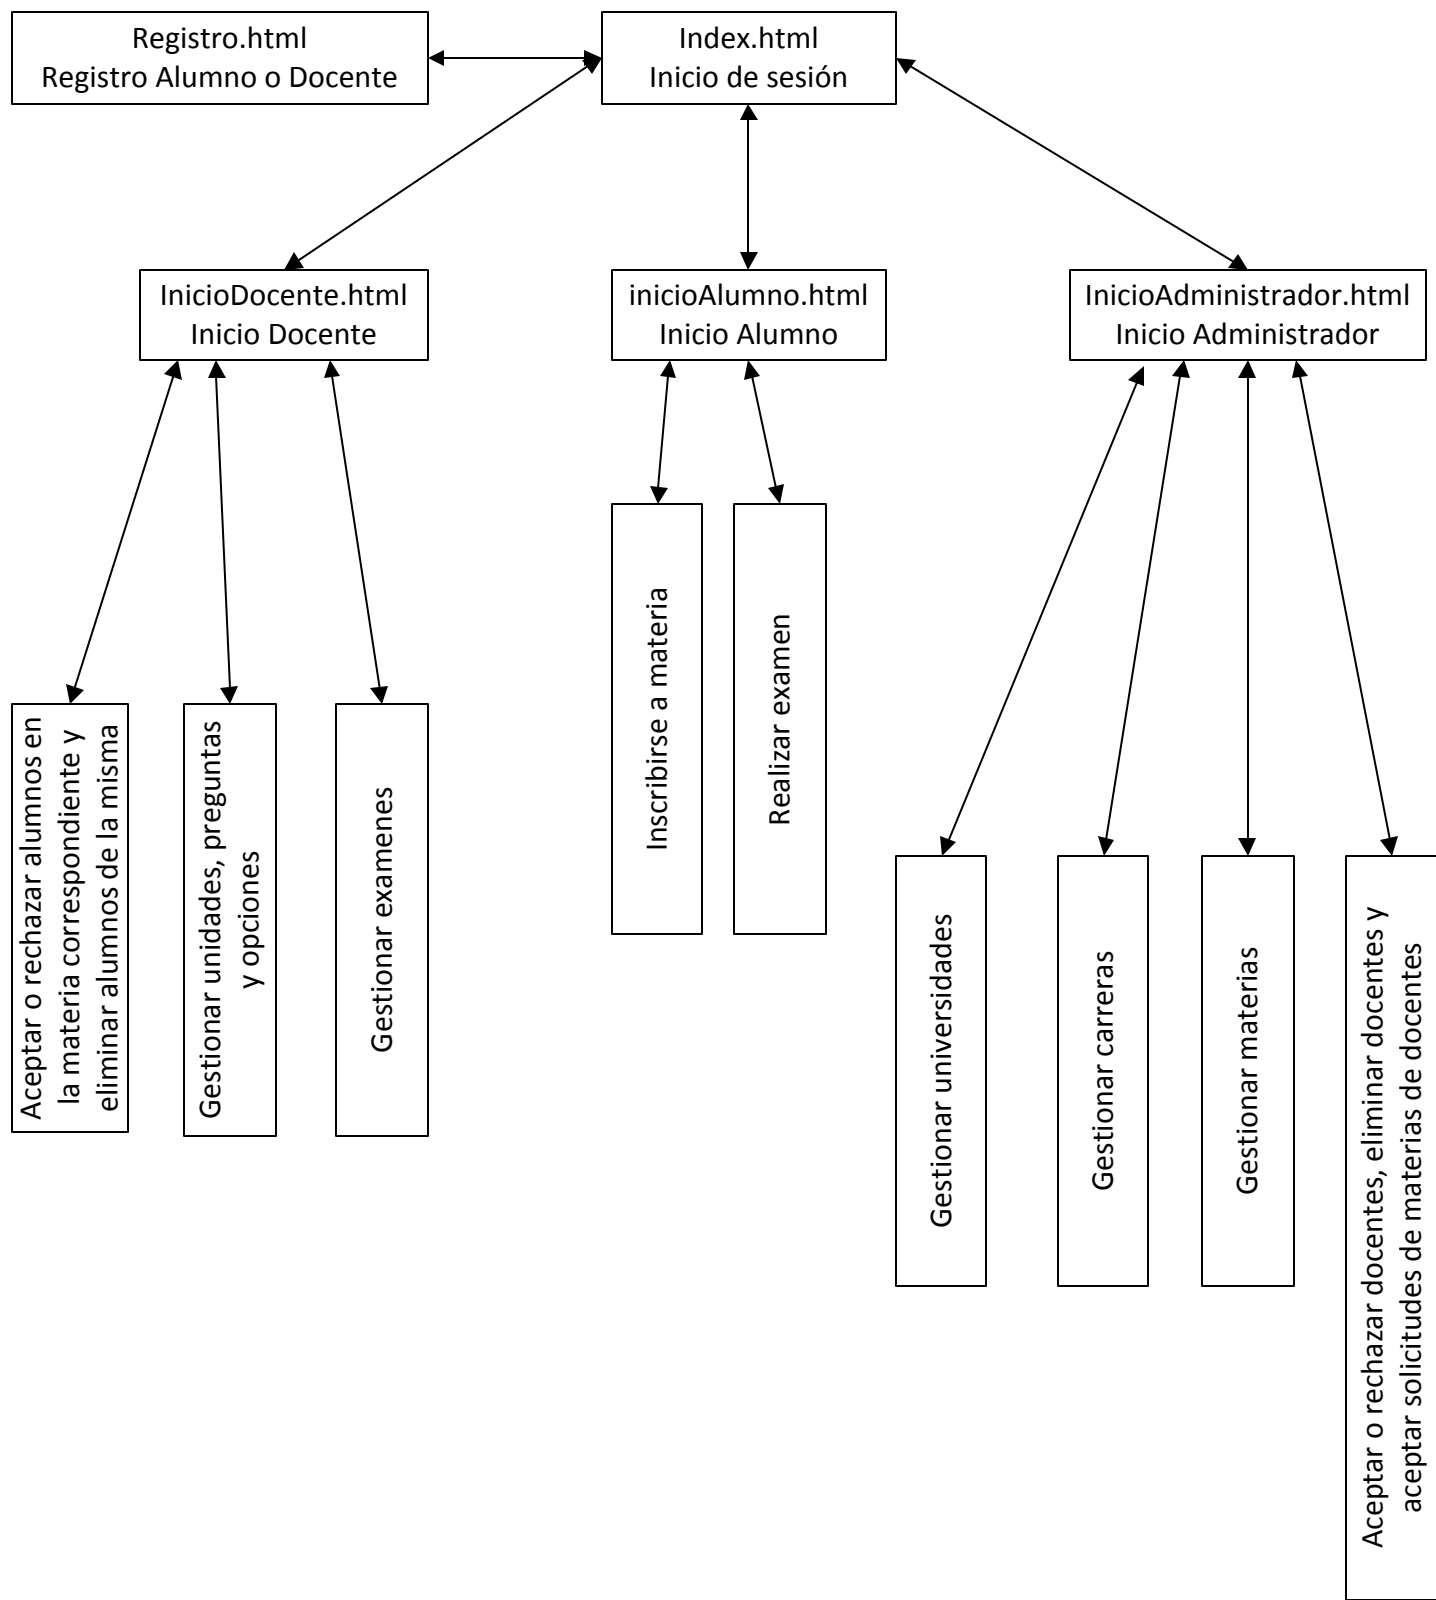 Registro.html
Registro Alumno o Docente
Index.html
Inicio de sesión
InicioDocente.html
Inicio Docente
inicioAlumno.html
Inicio Alumno
InicioAdministrador.html
Inicio Administrador
Aceptar o rechazar alumnos en
la materia correspondiente y
eliminar alumnos de la misma
Gestionar unidades, preguntas
y opciones
Gestionar examenes
Inscribirse a materia
Realizar examen
Gestionar universidades
Gestionar carreras
Gestionar materias
Aceptar o rechazar docentes, eliminar docentes y
aceptar solicitudes de materias de docentes